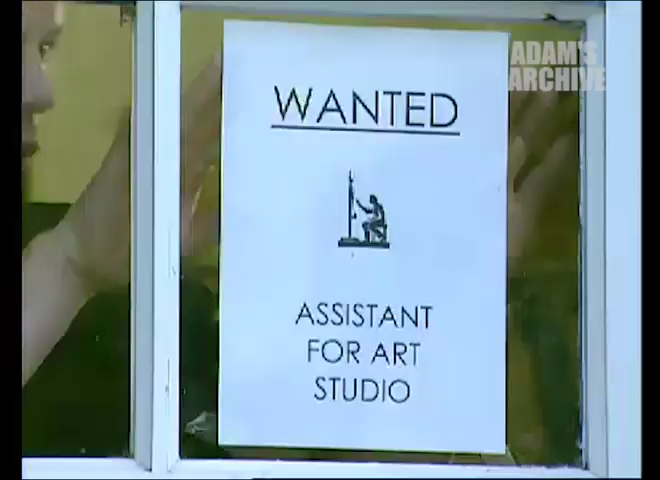 ADAM'S
ARCHIVE
WANTED
ASSISTANT
FOR ART
STUDIO